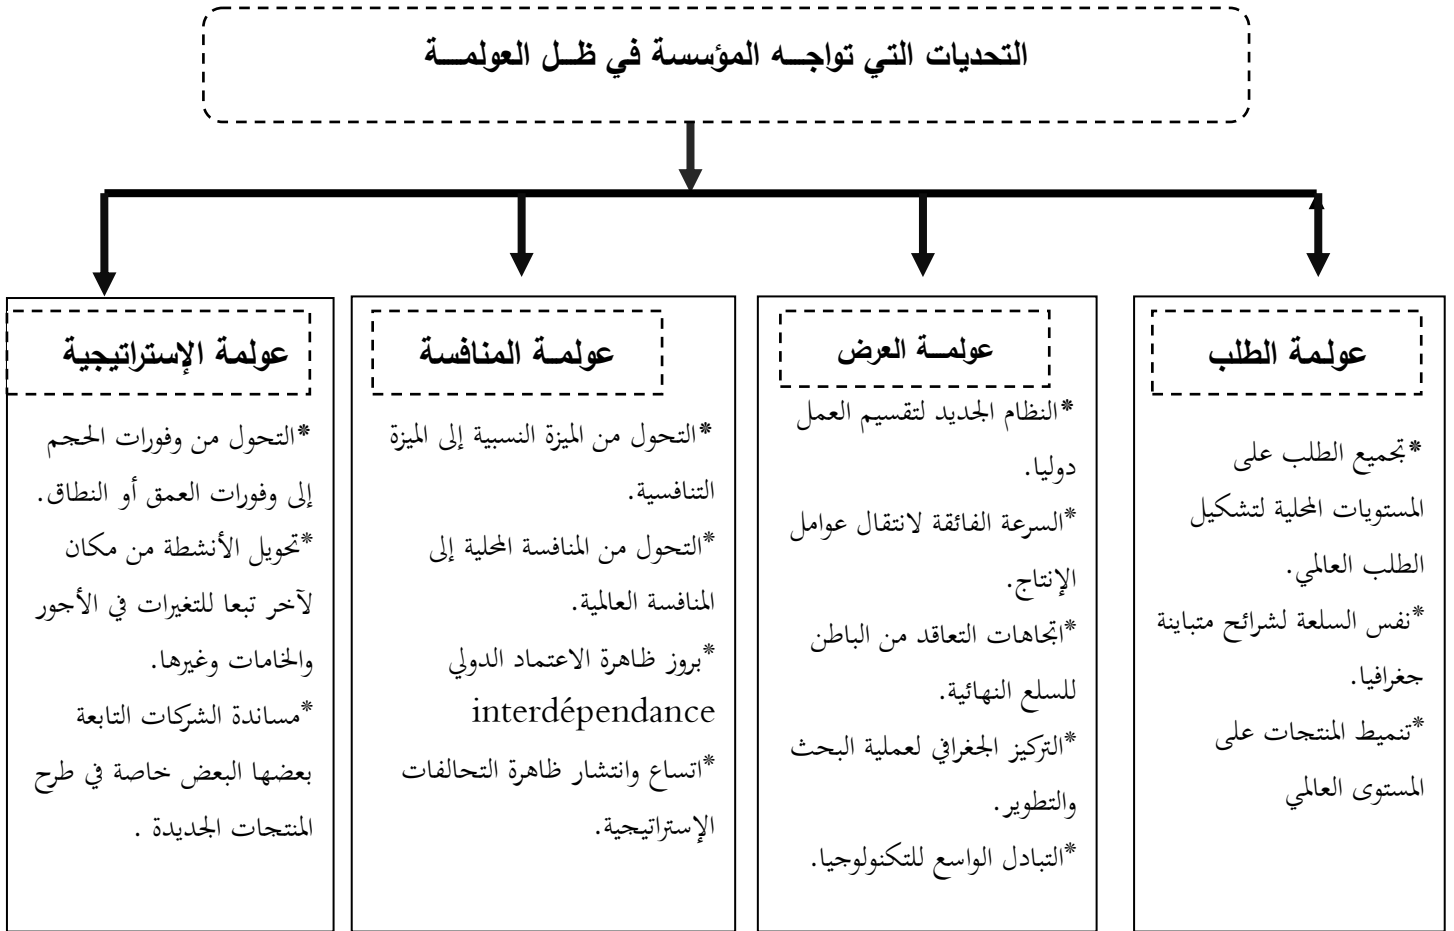 التحديات التي تواجـــه المؤسسة في ظــل العولمـــة
عولمة الطلب
*تجميع الطلب على
المستويات المحلية لتشكيل
الطلب العالمي.
*نفس السلعة لشرائح متباينة
جغرافيا.
*تنميط المنتجات على
المستوى العالمي
عولمــة العرض
*النظام الجديد لتقسيم العمل
دوليا.
*السرعة الفائقة لانتقال عوامل
الإنتاج.
*اتجاهات التعاقد من الباطن
للسلع النهائية.
*التركيز الجغرافي لعملية البحث
والتطوير.
*التبادل الواسع للتكنولوجيا.
عولمــة المنافسة
*التحول من الميزة النسبية إلى الميزة
التنافسية.
*التحول من المنافسة المحلية إلى
المنافسة العالمية.
*بروز ظاهرة الاعتماد الدولي
interdépendance
*اتساع وانتشار ظاهرة التحالفات
الإستراتيجية.
عولمة الإستراتيجية
*التحول من وفورات الحجم
إلى وفورات العمق أو النطاق.
*تحويل الأنشطة من مكان
لآخر تبعا للتغيرات في الأجور
والخامات وغيرها.
*مساندة الشركات التابعة
بعضها البعض خاصة في طرح
المنتجات الجديدة .